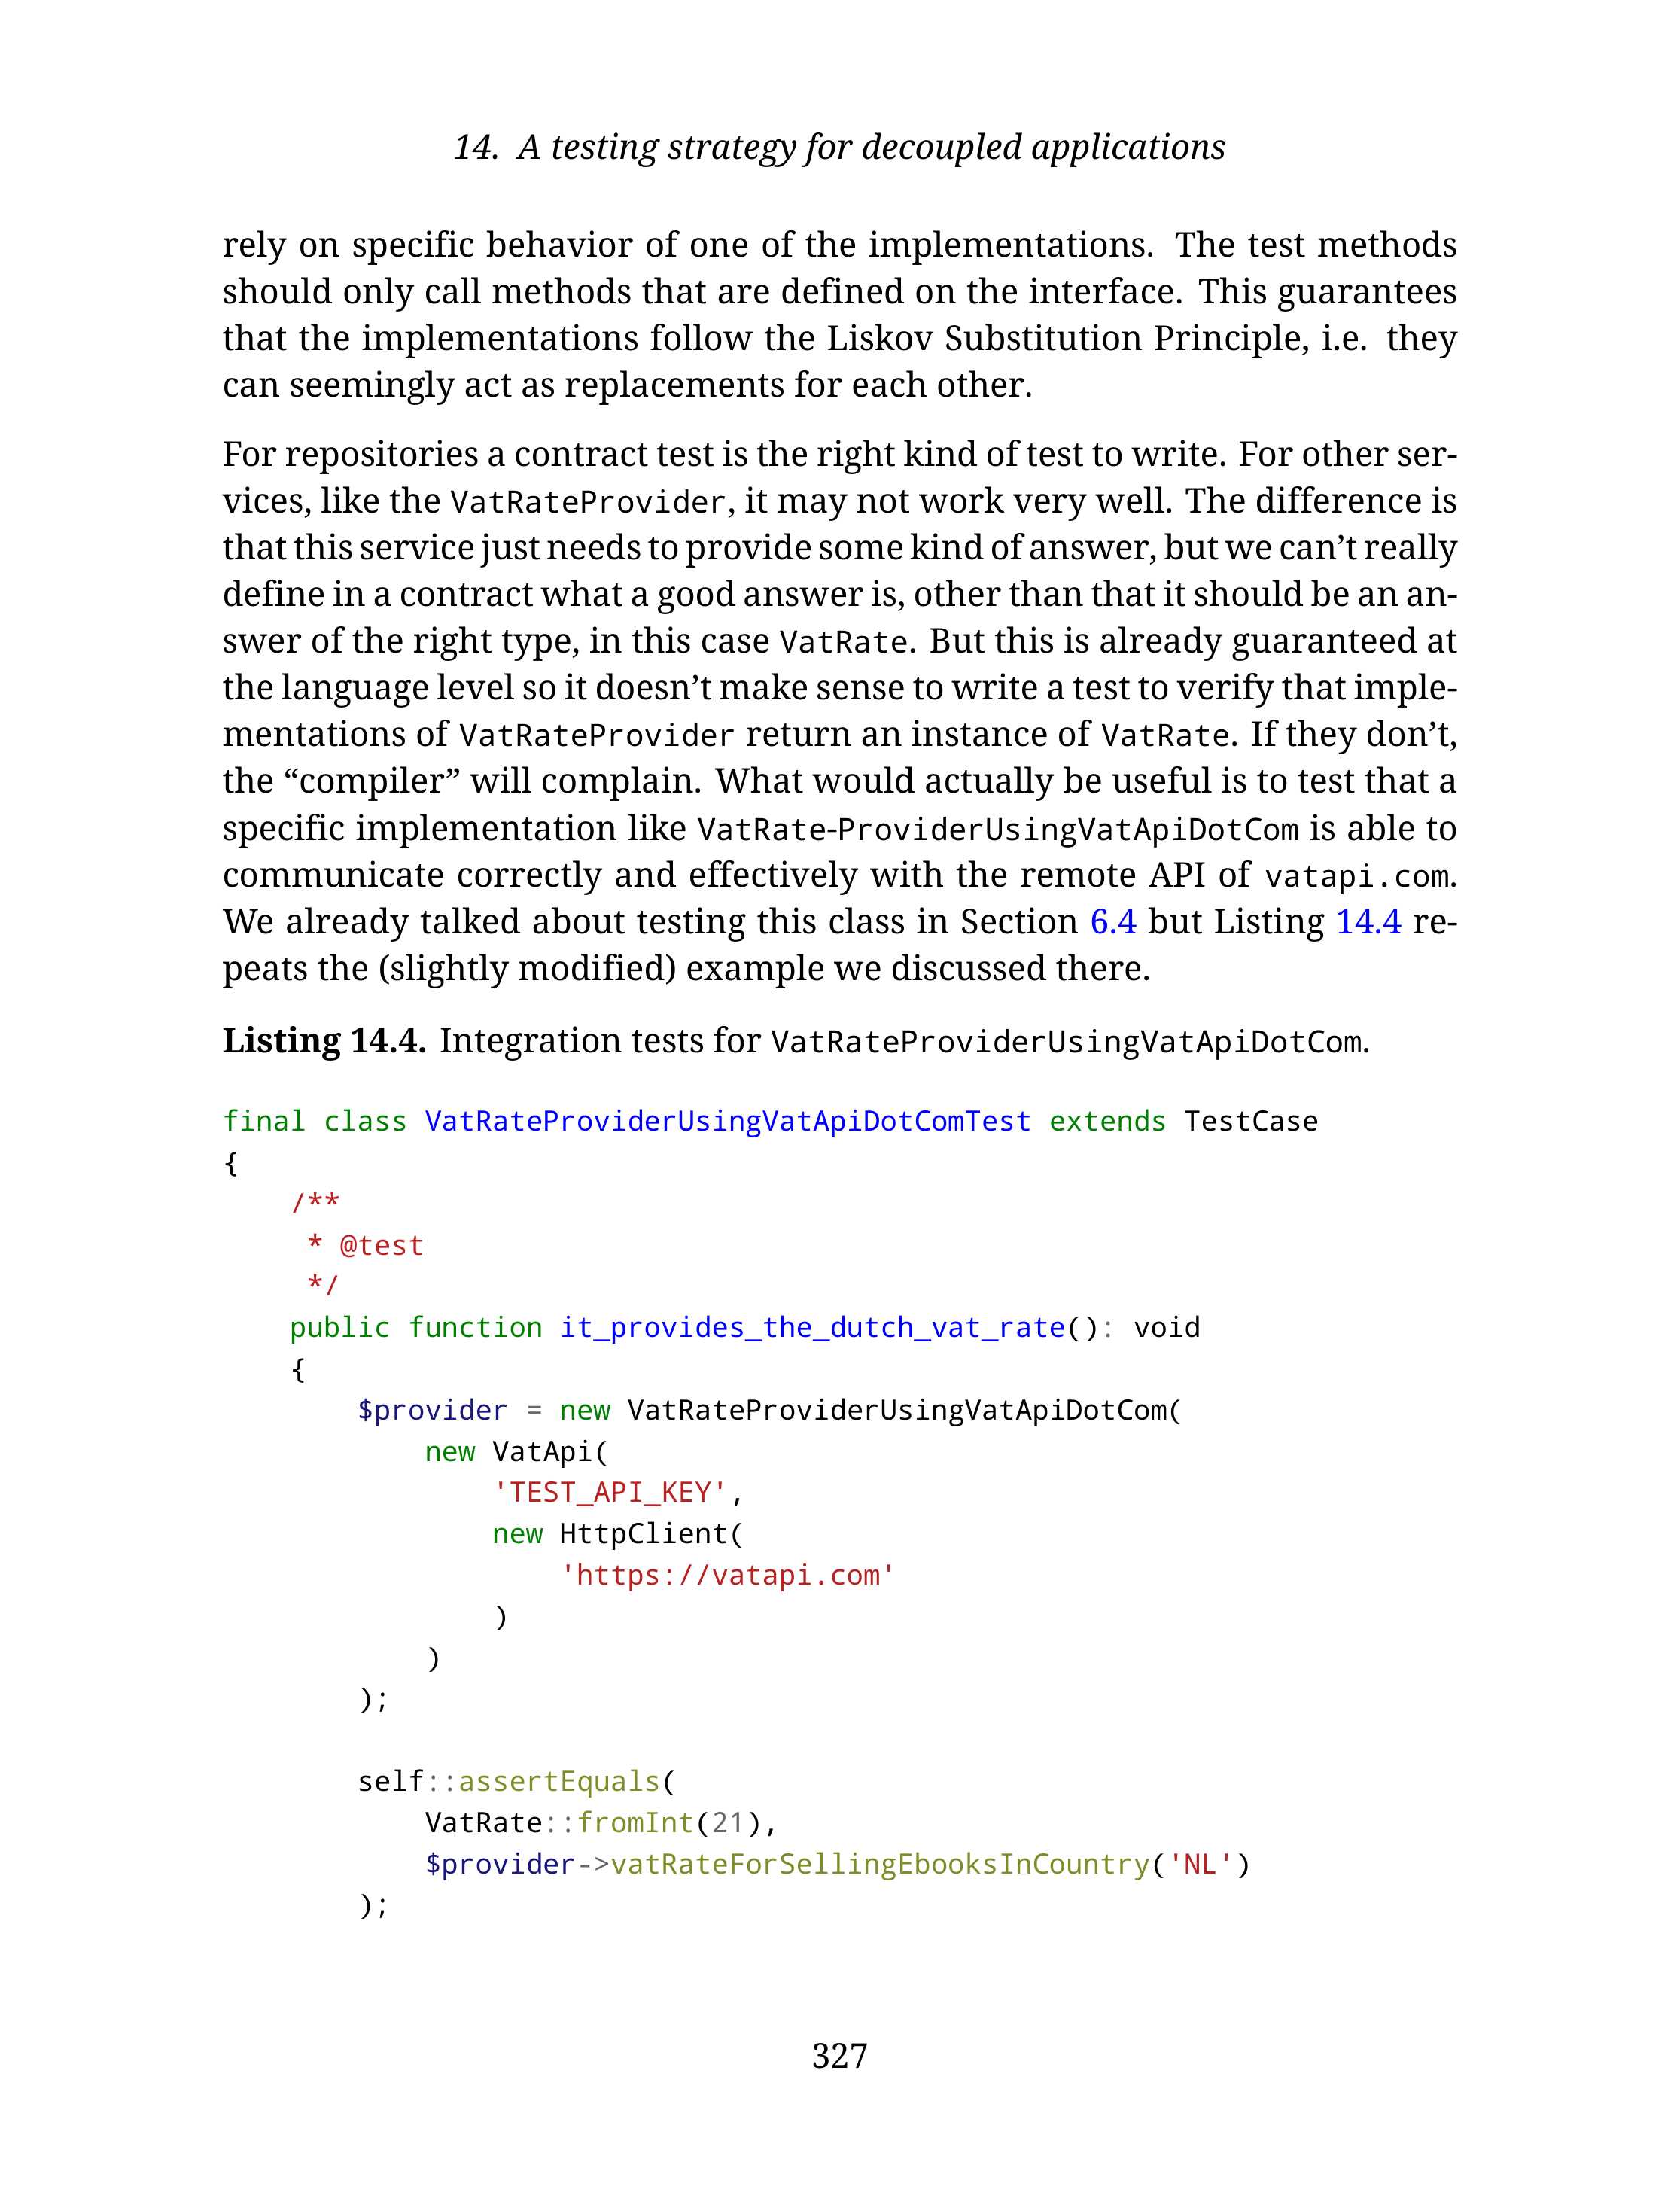 14. A testing strategy for decoupled applications
rely on specific behavior of one of the implementations. The test methods
should only call methods that are defined on the interface. This guarantees
that the implementations follow the Liskov Substitution Principle, i.e. they
can seemingly act as replacements for each other.
For repositories a contract test is the right kind of test to write. For other ser-
vices, like the VatRateProvider, it may not work very well. The difference is
that this service just needs to provide some kind of answer, but we can’t really
define in a contract what a good answer is, other than that it should be an an-
swer of the right type, in this case VatRate. But this is already guaranteed at
the language level so it doesn’t make sense to write a test to verify that imple-
mentations of VatRateProvider return an instance of VatRate. If they don’t,
the “compiler” will complain. What would actually be useful is to test that a
specific implementation like VatRate-ProviderUsingVatApiDotCom is able to
communicate correctly and effectively with the remote API of vatapi.com.
We already talked about testing this class in Section 6.4 but Listing 14.4 re-
peats the (slightly modified) example we discussed there.
Listing 14.4. Integration tests for VatRateProviderUsingVatApiDotCom.
final class VatRateProviderUsingVatApiDotComTest extends TestCase
{
    /**
     * @test
     */
    public function it_provides_the_dutch_vat_rate(): void
    {
        $provider = new VatRateProviderUsingVatApiDotCom(
            new VatApi(
                'TEST_API_KEY',
                new HttpClient(
                    'https://vatapi.com'
                )
            )
        );

        self::assertEquals(
            VatRate::fromInt(21),
            $provider->vatRateForSellingEbooksInCountry('NL')
        );
327